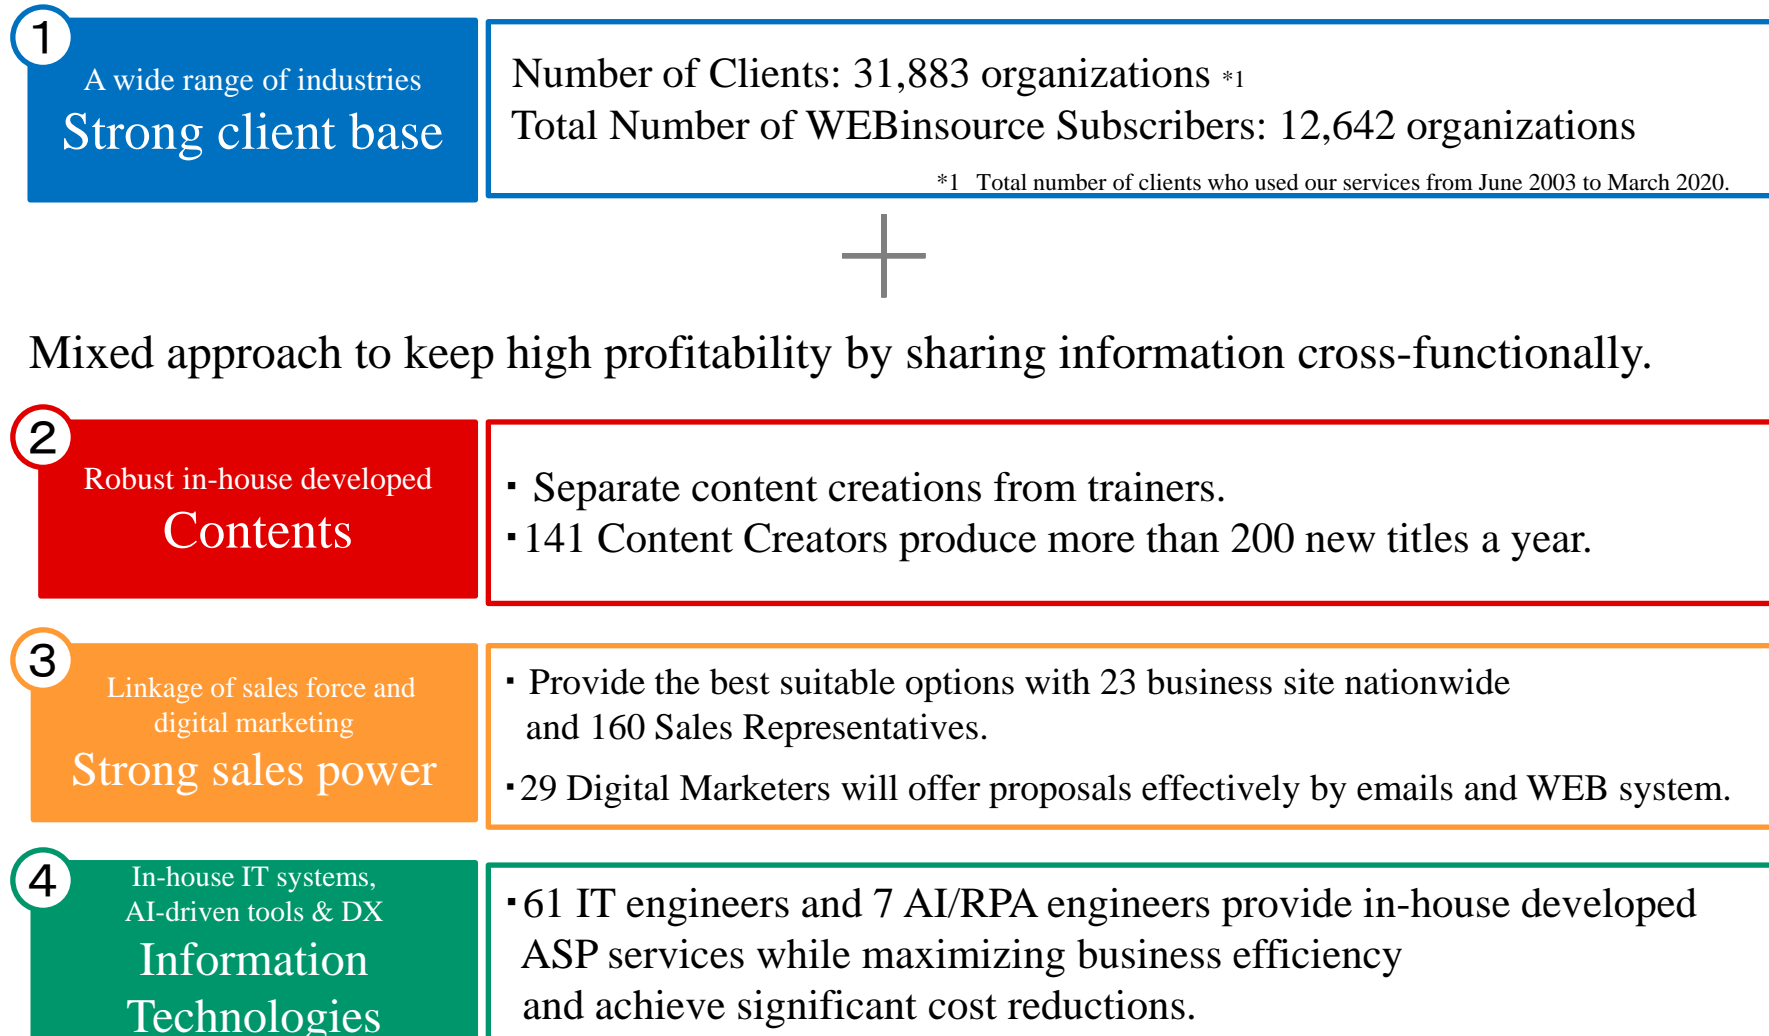 1
A wide range of industries
Strong client base
Number of Clients: 31,883 organizations *1
Total Number of WEBinsource Subscribers: 12,642 organizations
*1 Total number of clients who used our services from June 2003 to March 2020.
Mixed approach to keep high profitability by sharing information cross-functionally.
2
Robust in-house developed
Contents
・Separate content creations from trainers.
・141 Content Creators produce more than 200 new titles a year.
3
Linkage of sales force and
digital marketing
Strong sales power
・Provide the best suitable options with 23 business site nationwide
and 160 Sales Representatives.
・29 Digital Marketers will offer proposals effectively by emails and WEB system.
4
In-house IT systems,
AI-driven tools & DX
Information
Technologies
・61 IT engineers and 7 AI/RPA engineers provide in-house developed
ASP services while maximizing business efficiency
and achieve significant cost reductions.